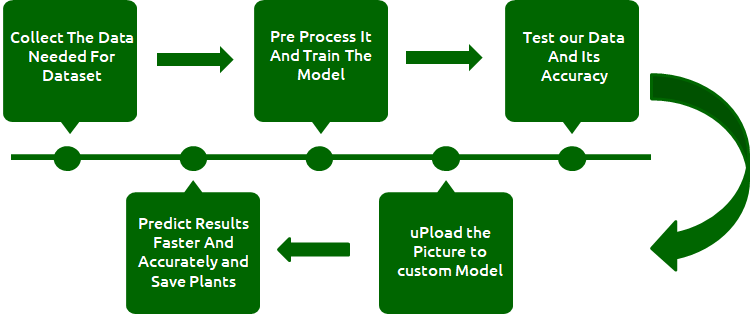 Collect The Data
Needed For
Dataset
Pre Process It
And Train The
Model
Test our Data
And Its
Accuracy
uPload the
Picture to
custom Model
Predict Results
Faster And
Accurately and
Save Plants